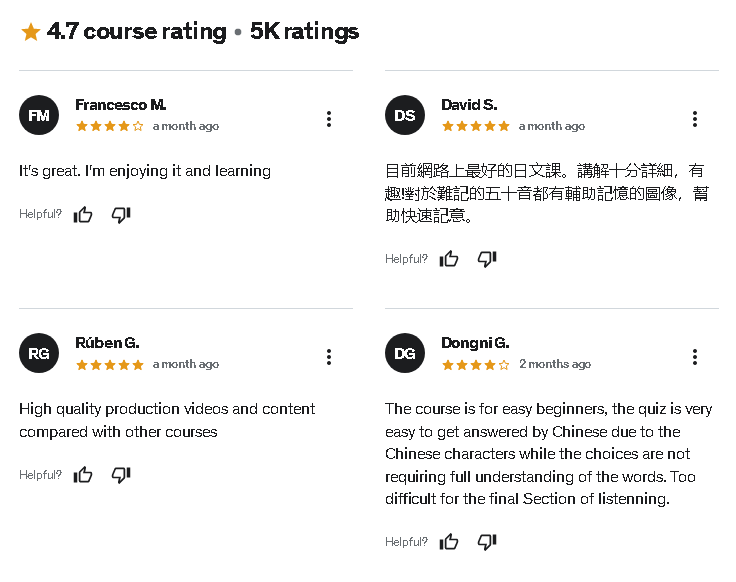 4.7 course rating • 5K ratings
FM
Francesco M.
a month ago
It's great. I'm enjoying it and learning
Helpful?
DS
David S.
a month ago
目前網路上最好的日文課。講解十分詳細，有
趣!對於難記的五十音都有輔助記憶的圖像，幫
助快速記意。
Helpful?
RG
Rúben G.
a month ago
High quality production videos and content
compared with other courses
Helpful?
DG
Dongni G.
2 months ago
The course is for easy beginners, the quiz is very
easy to get answered by Chinese due to the
Chinese characters while the choices are not
requiring full understanding of the words. Too
difficult for the final Section of listenning.
Helpful?